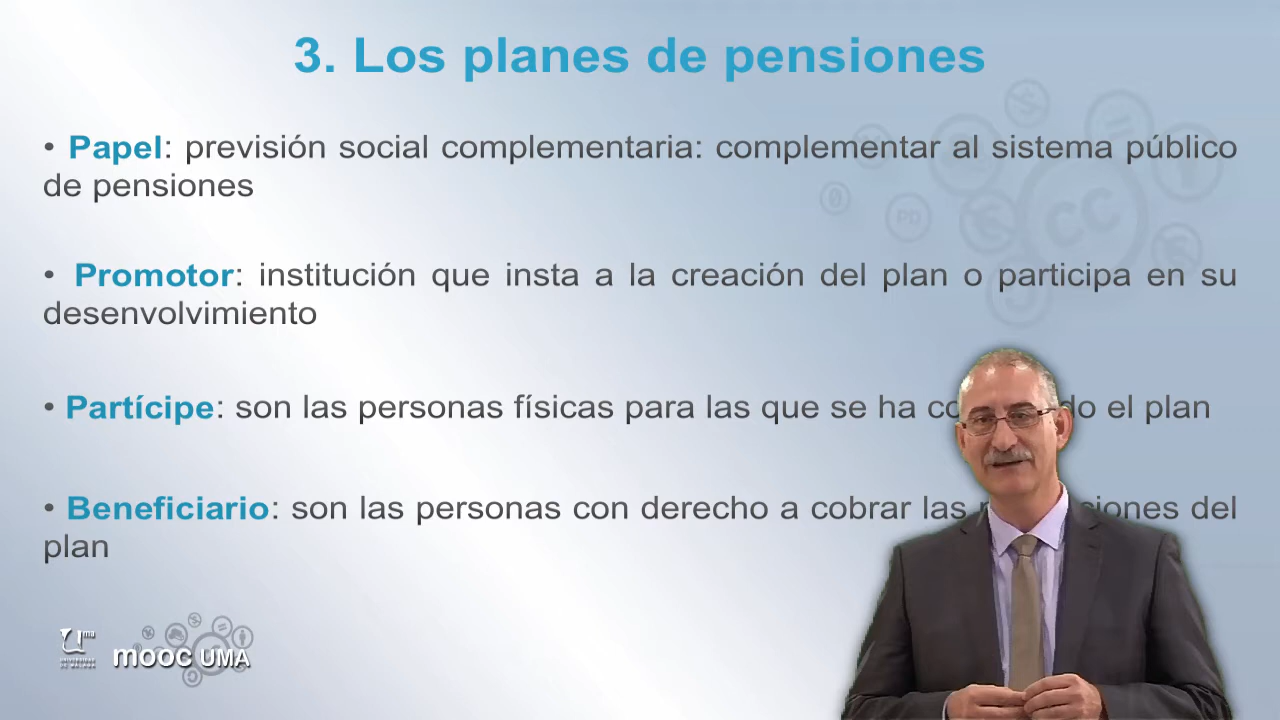 3. Los planes de pensiones
• Papel: previsión social complementaria: complementar al sistema público
de pensiones
• Promotor: institución que insta a la creación del plan o participa en su
desenvolvimiento
• Partícipe: son las personas físicas para las que se ha el plan
• Beneficiario: son las personas con derecho a cobrar las del
plan
uma
mooc UMA